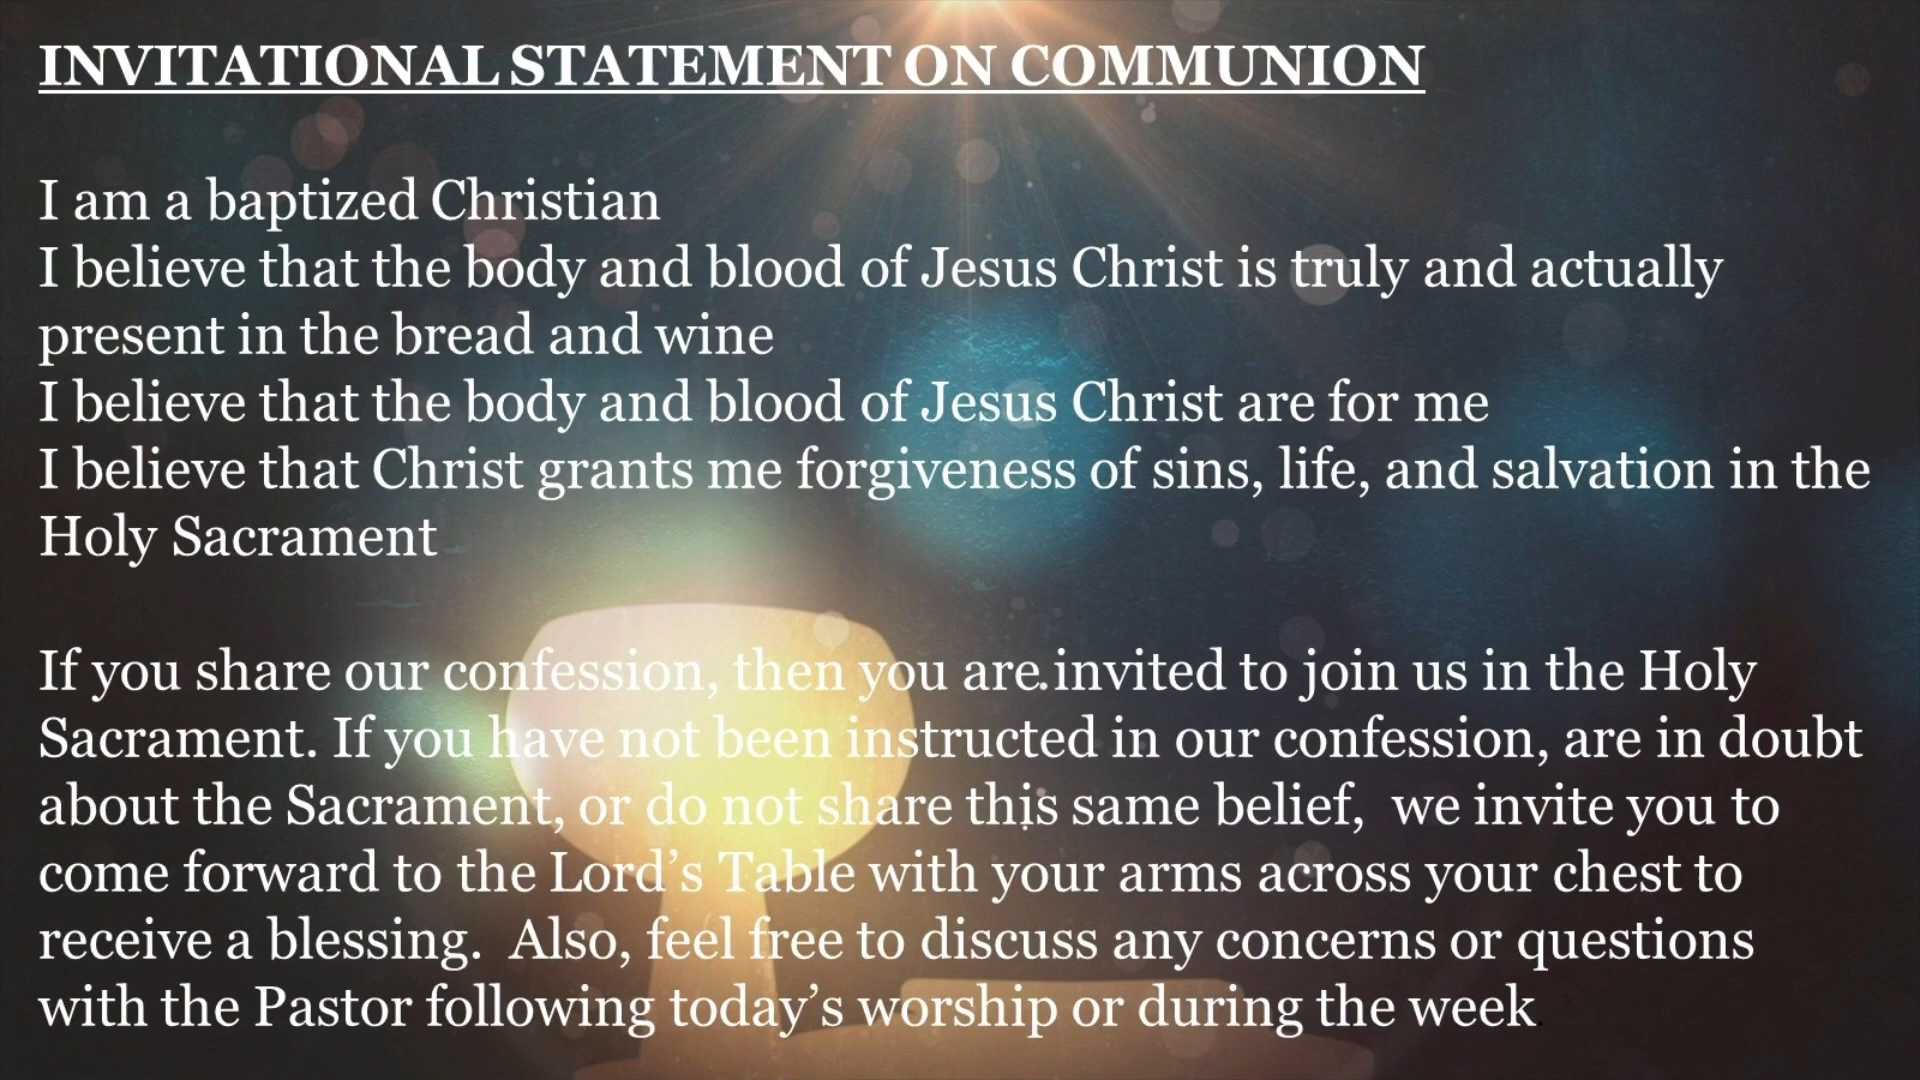 INVITATIONAL STATEMENT ON COMMUNION
I am a baptized Christian
I believe that the body and blood of Jesus Christ is truly and actually
present in the bread and wine
I believe that the body and blood of Jesus Christ are for me
I believe that Christ grants me forgiveness of sins, life, and salvation in the
Holy Sacrament
If you share our confession, then you are invited to join us in the Holy
Sacrament. If you have not been instructed in our confession, are in doubt
about the Sacrament, or do not share this same belief,  we invite you to
come forward to the Lord’s Table with your arms across your chest to
receive a blessing.  Also, feel free to discuss any concerns or questions
with the Pastor following today’s worship or during the week.